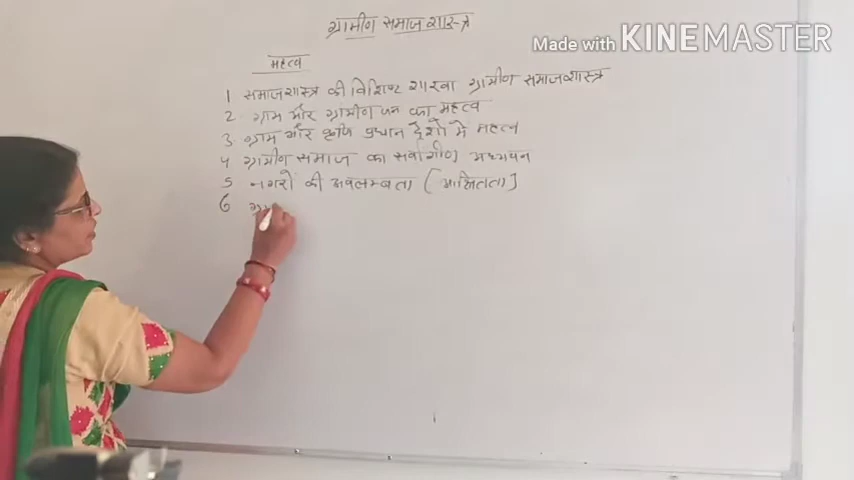 ग्रामीण समाजशास्त्र
Made with KINEMASTER
महत्व
1 समाजशास्त्र की विशिष्ट शाखा ग्रामीण समाजशास्त्र
2 ग्राम और ग्रामीण जन का महत्व
3 ग्राम और कृषि प्रधान देशों में महत्व
4 ग्रामीण समाज का सर्वांगीण अध्ययन
5 नगरों की अवलम्बता (आश्रितता]
6 ग्रा